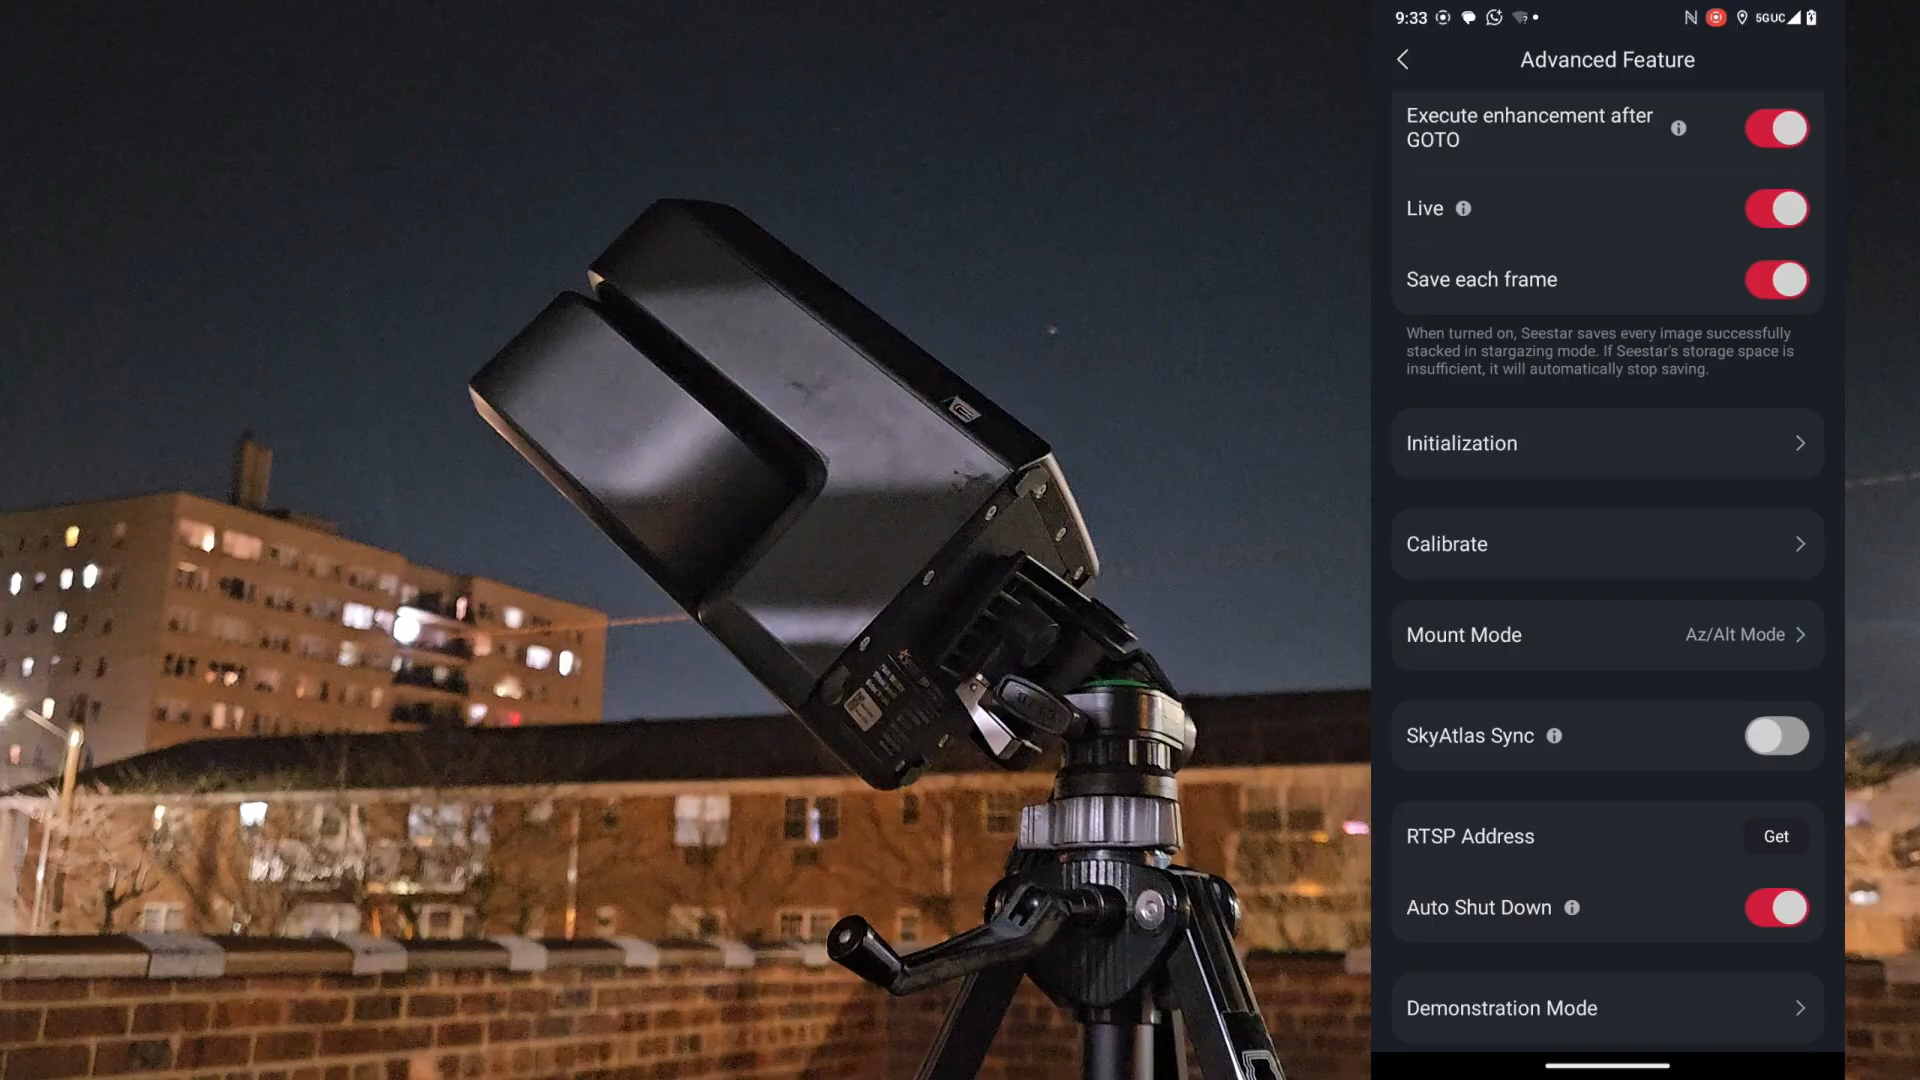 9:33
5GUC
Advanced Feature
Execute enhancement after
GOTO
Live
Save each frame
When turned on, Seestar saves every image successfully
stacked in stargazing mode. If Seestar's storage space is
insufficient, it will automatically stop saving.
Initialization
Calibrate
Mount Mode
Az/Alt Mode
SkyAtlas Sync
RTSP Address
Get
Auto Shut Down
Demonstration Mode